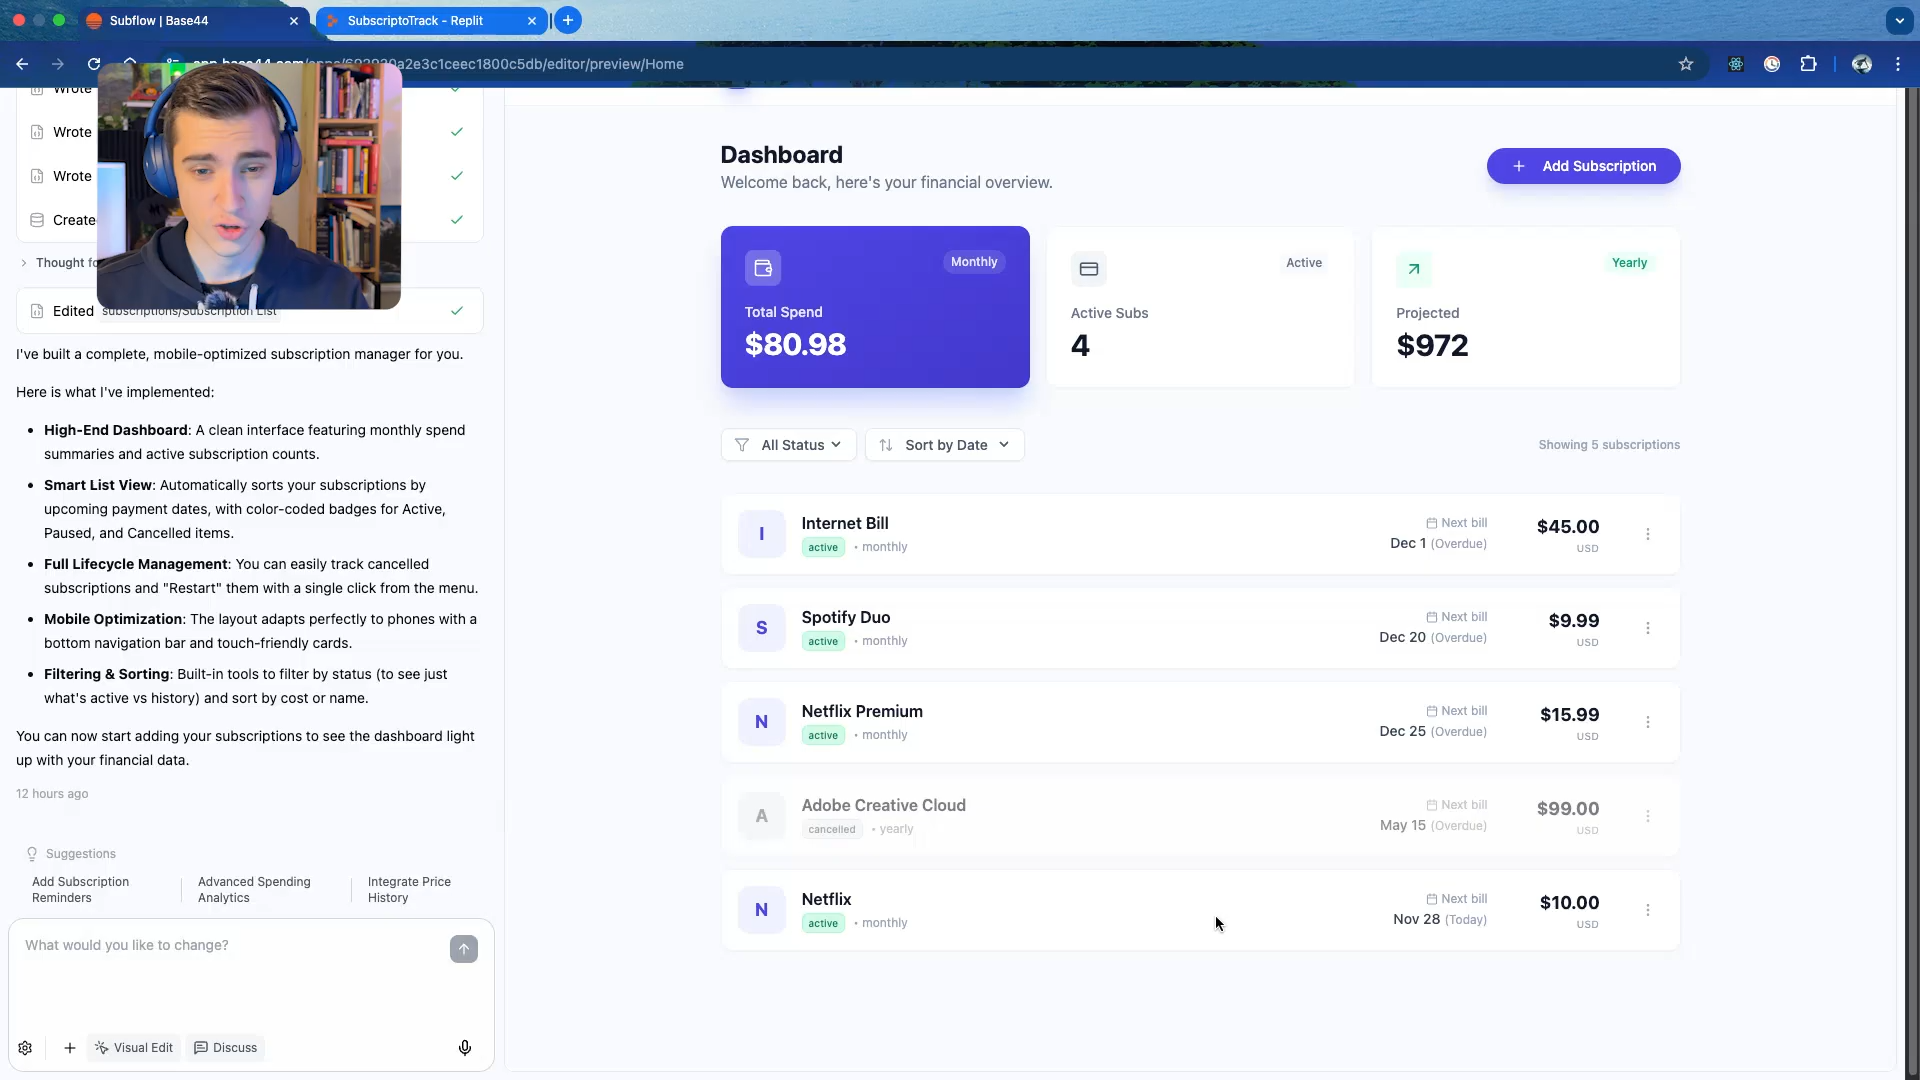 Subflow | Base44
SubscriptoTrack - Replit
a2e3c1ceec1800c5db/editor/preview/Home
Wrote
Wrote
Wrote
Create
Thought fo
Edited subscriptions/Subscription List
I've built a complete, mobile-optimized subscription manager for you.
Here is what I've implemented:
• High-End Dashboard: A clean interface featuring monthly spend
summaries and active subscription counts.
• Smart List View: Automatically sorts your subscriptions by
upcoming payment dates, with color-coded badges for Active,
Paused, and Cancelled items.
• Full Lifecycle Management: You can easily track cancelled
subscriptions and "Restart" them with a single click from the menu.
• Mobile Optimization: The layout adapts perfectly to phones with a
bottom navigation bar and touch-friendly cards.
• Filtering & Sorting: Built-in tools to filter by status (to see just
what's active vs history) and sort by cost or name.
You can now start adding your subscriptions to see the dashboard light
up with your financial data.
12 hours ago
Suggestions
Add Subscription
Reminders
Advanced Spending
Analytics
Integrate Price
History
What would you like to change?
Visual Edit
Discuss
Dashboard
Welcome back, here's your financial overview.
Add Subscription
Monthly
Total Spend
$80.98
Active
Active Subs
4
Yearly
Projected
$972
All Status
Sort by Date
Showing 5 subscriptions
I
Internet Bill
active • monthly
Next bill
Dec 1 (Overdue)
$45.00
USD
S
Spotify Duo
active • monthly
Next bill
Dec 20 (Overdue)
$9.99
USD
N
Netflix Premium
active • monthly
Next bill
Dec 25 (Overdue)
$15.99
USD
A
Adobe Creative Cloud
cancelled • yearly
Next bill
May 15 (Overdue)
$99.00
USD
N
Netflix
active • monthly
Next bill
Nov 28 (Today)
$10.00
USD